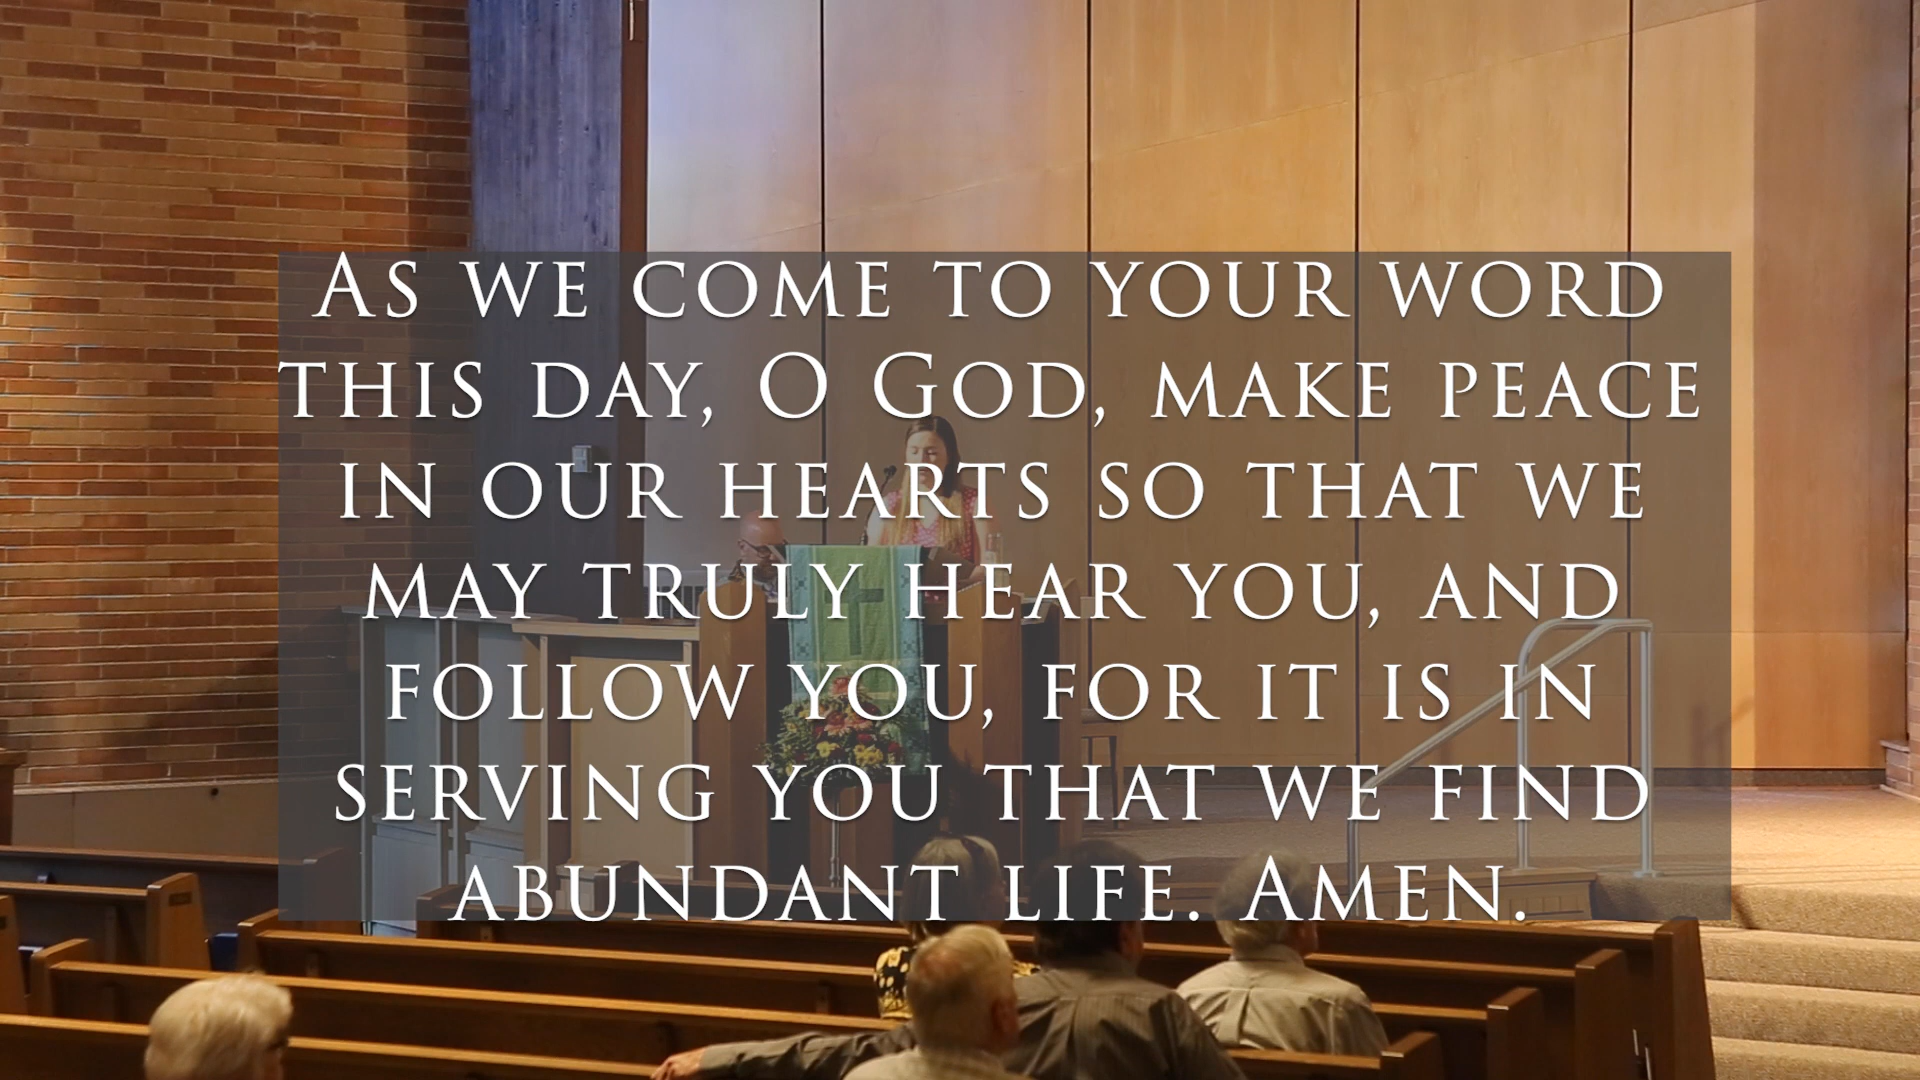 As we come to your word
this day, O God, make peace
in our hearts so that we
may truly hear you, and
follow you, for it is in
serving you that we find
abundant life. Amen.